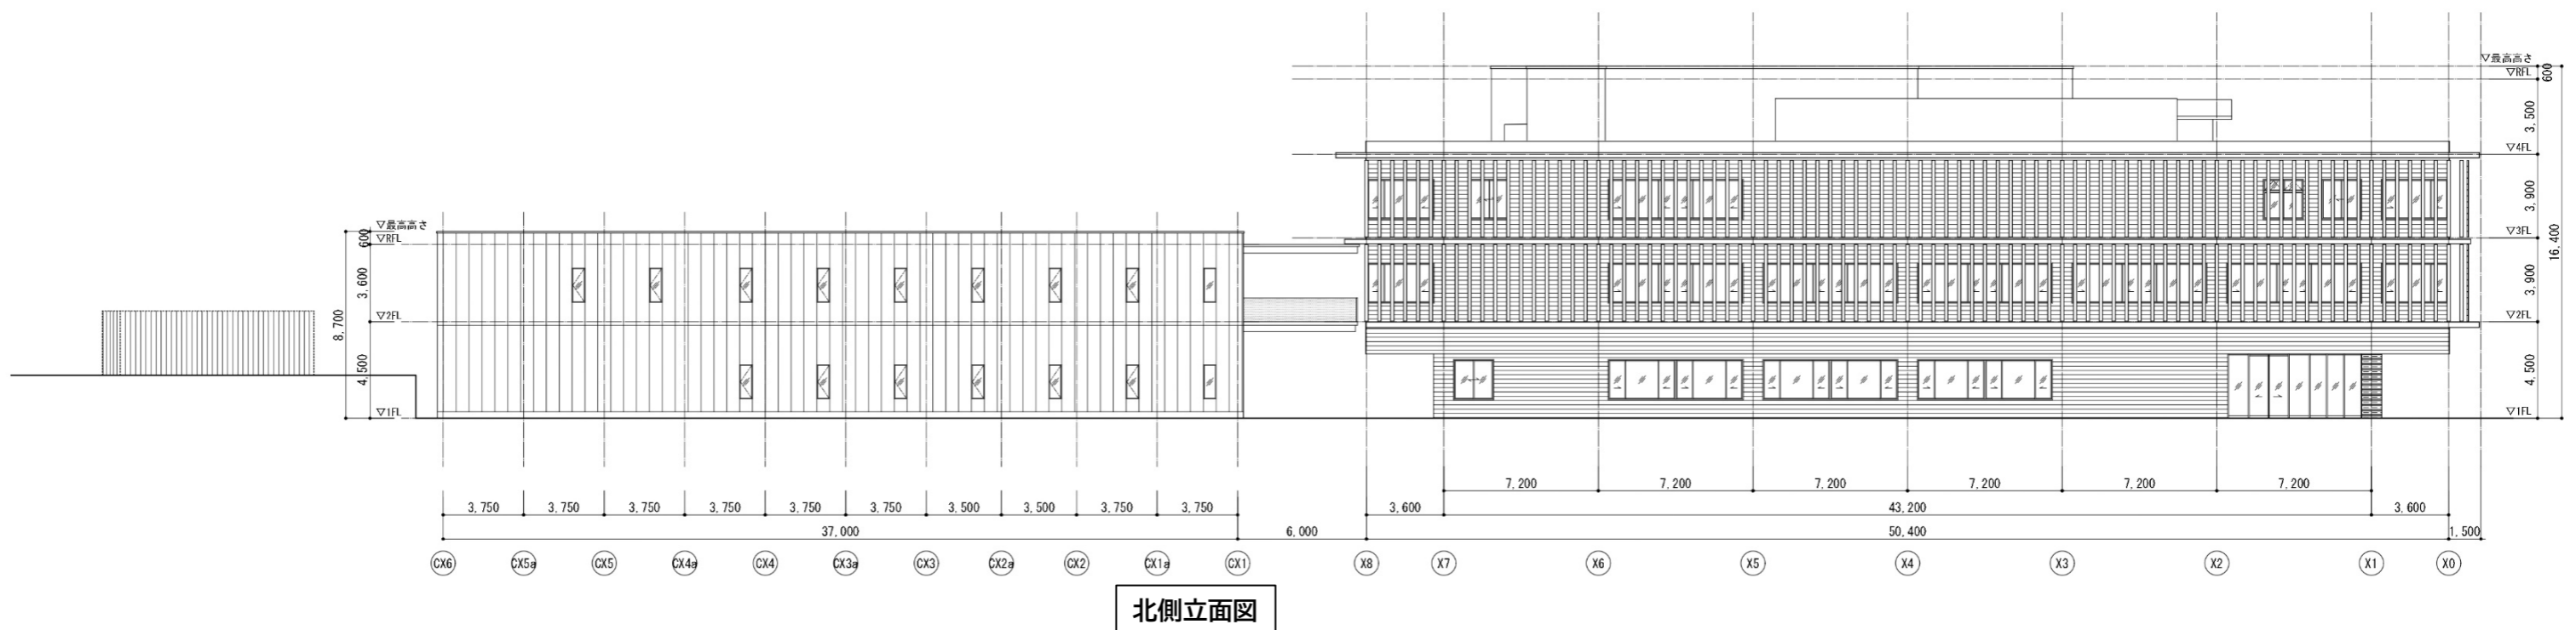 ▽最高高さ
▽RFL
600
3,500
▽4FL
3,900
▽3FL
3,900
16,400
▽2FL
4,500
▽1FL
▽最高高さ
▽RFL
600
3,600
▽2FL
8,700
4,500
▽1FL
7,200 7,200 7,200 7,200 7,200 7,200
3,750 3,750 3,750 3,750 3,750 3,750 3,500 3,500 3,750 3,750 3,600 43,200 3,600
37,000 6,000 50,400 1,500
CX6 CX5a CX5 CX4a CX4 CX3a CX3 CX2a CX2 CX1a CX1 X8 X7 X6 X5 X4 X3 X2 X1 X0
北側立面図